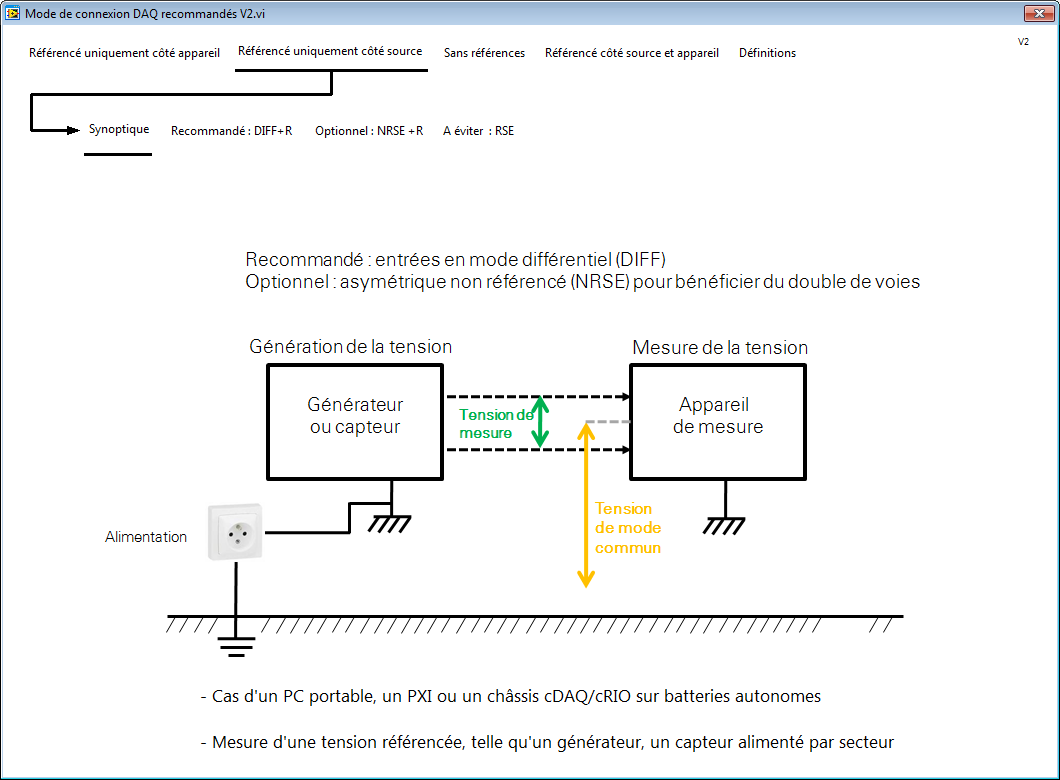 Mode de connexion DAQ recommandés V2.vi
Référencé uniquement côté appareil
Référencé uniquement côté source
Sans références
Référencé côté source et appareil
Définitions
V2
Synoptique
Recommandé : DIFF+R
Optionnel : NRSE +R
A éviter : RSE
Recommandé : entrées en mode différentiel (DIFF)
Optionnel : asymétrique non référencé (NRSE) pour bénéficier du double de voies
Génération de la tension
Mesure de la tension
Générateur
ou capteur
Tension de
mesure
Appareil
de mesure
Tension
de mode
commun
Alimentation
- Cas d'un PC portable, un PXI ou un châssis cDAQ/cRIO sur batteries autonomes
- Mesure d'une tension référencée, telle qu'un générateur, un capteur alimenté par secteur